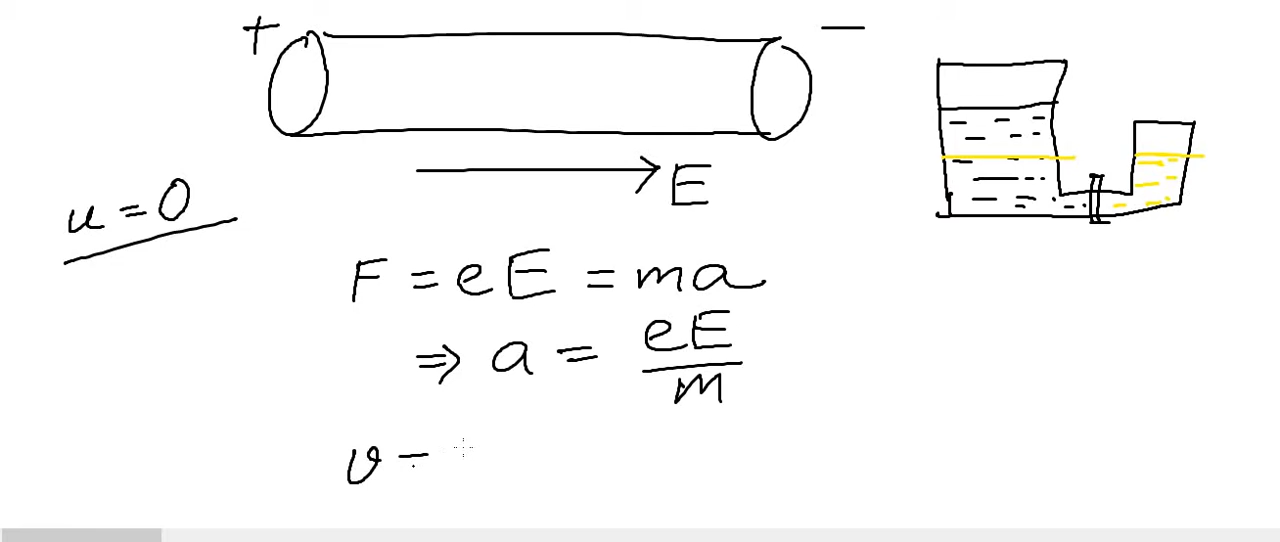 + −
E
u = 0
F = eE = ma
⇒ a = eE/m
v −